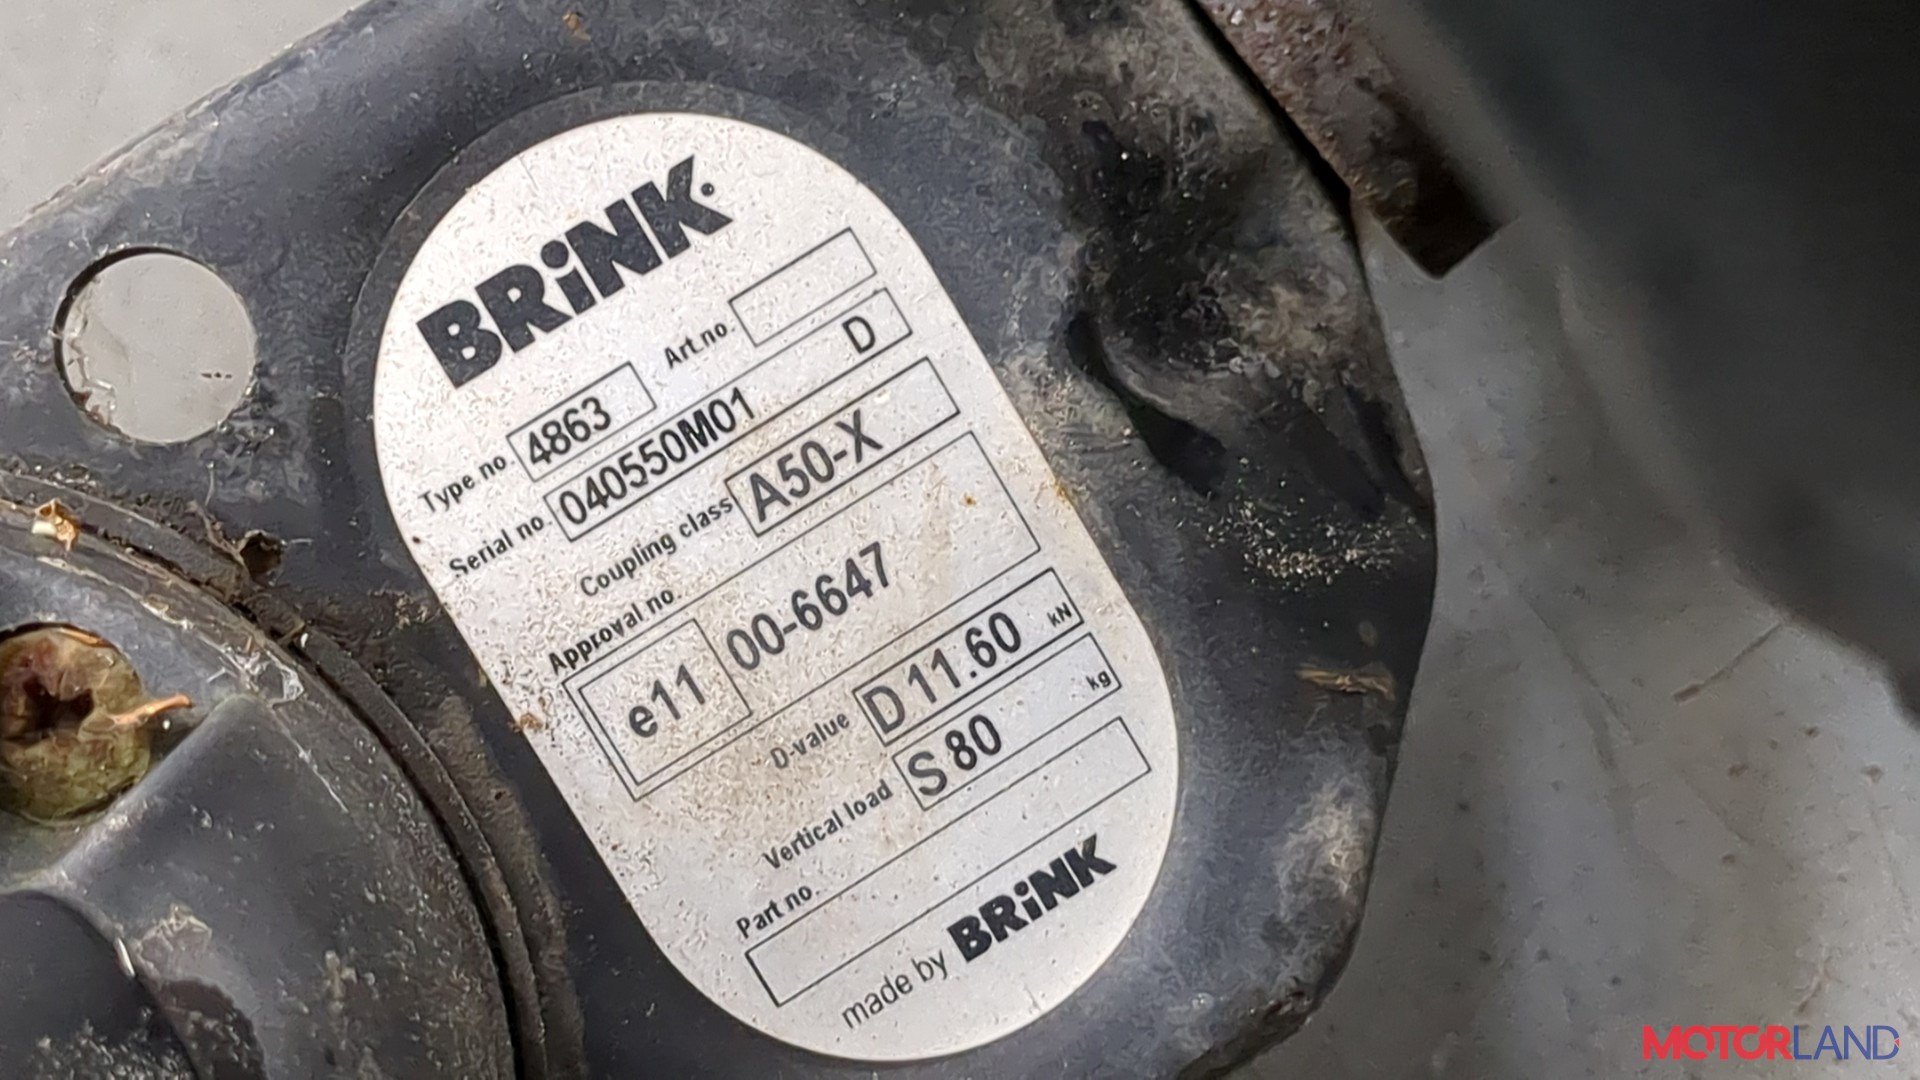 BRiNK
Type no. 4863 Art.no.
Serial no. 040550M01 D
Coupling class A50-X
Approval no.
e11 00-6647
D-value D 11.60 kN
Vertical load S 80 kg
Part no.
made by BRiNK
MOTORLAND